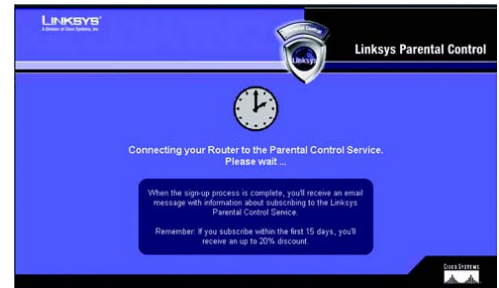 LINKSYS®
A Division of Cisco Systems, Inc.
Parental Control
Linksys
Linksys Parental Control
Connecting your Router to the Parental Control Service.
Please wait ...
When the sign-up process is complete, you'll receive an email
message with information about subscribing to the Linksys
Parental Control Service.
Remember: If you subscribe within the first 15 days, you'll
receive an up to 20% discount.
CISCO SYSTEMS